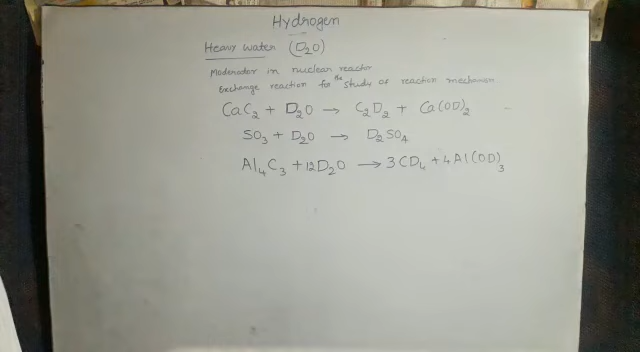 Hydrogen
Heavy water (D₂O)
Moderator in nuclear reactor
Exchange reaction for the study of reaction mechanism
CaC₂ + D₂O → C₂D₂ + Ca(OD)₂
SO₃ + D₂O → D₂SO₄
Al₄C₃ + 12D₂O → 3CD₄ + 4Al(OD)₃